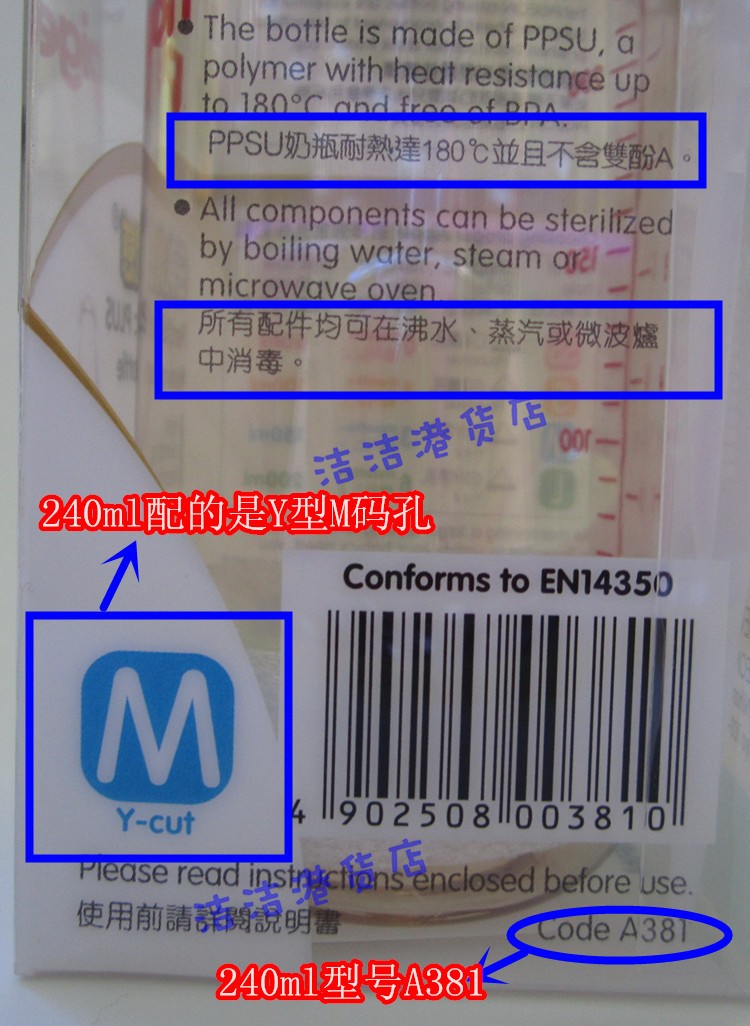 The bottle is made of PPSU, a
polymer with heat resistance up
to 180°C and free of BPA.
PPSU奶瓶耐熱達180℃並且不含雙酚A。
All components can be sterilized
by boiling water, steam or
microwave oven.
所有配件均可在沸水、蒸汽或微波爐
中消毒。
洁洁港货店
100
240ml配的是Y型M码孔
Conforms to EN14350
M
Y-cut
4 902508 003810
Please read instructions enclosed before use.
洁洁港货店
使用前請詳閱說明書
Code A381
240ml型号A381